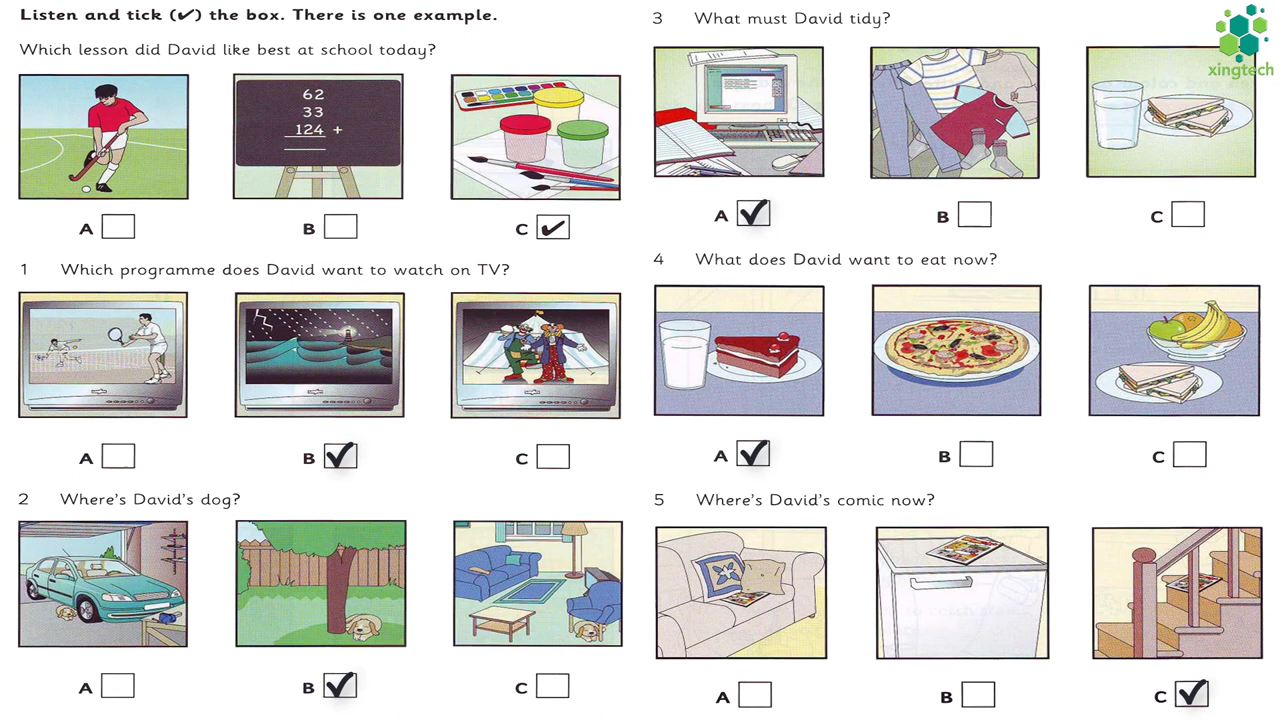 Listen and tick (✔) the box. There is one example.
Which lesson did David like best at school today?
62
33
124 +
A
B
C ✔
1 Which programme does David want to watch on TV?
A
B ✔
C
2 Where's David's dog?
A
B ✔
C
3 What must David tidy?
A ✔
B
C
4 What does David want to eat now?
A ✔
B
C
5 Where's David's comic now?
A
B
C ✔
xingtech